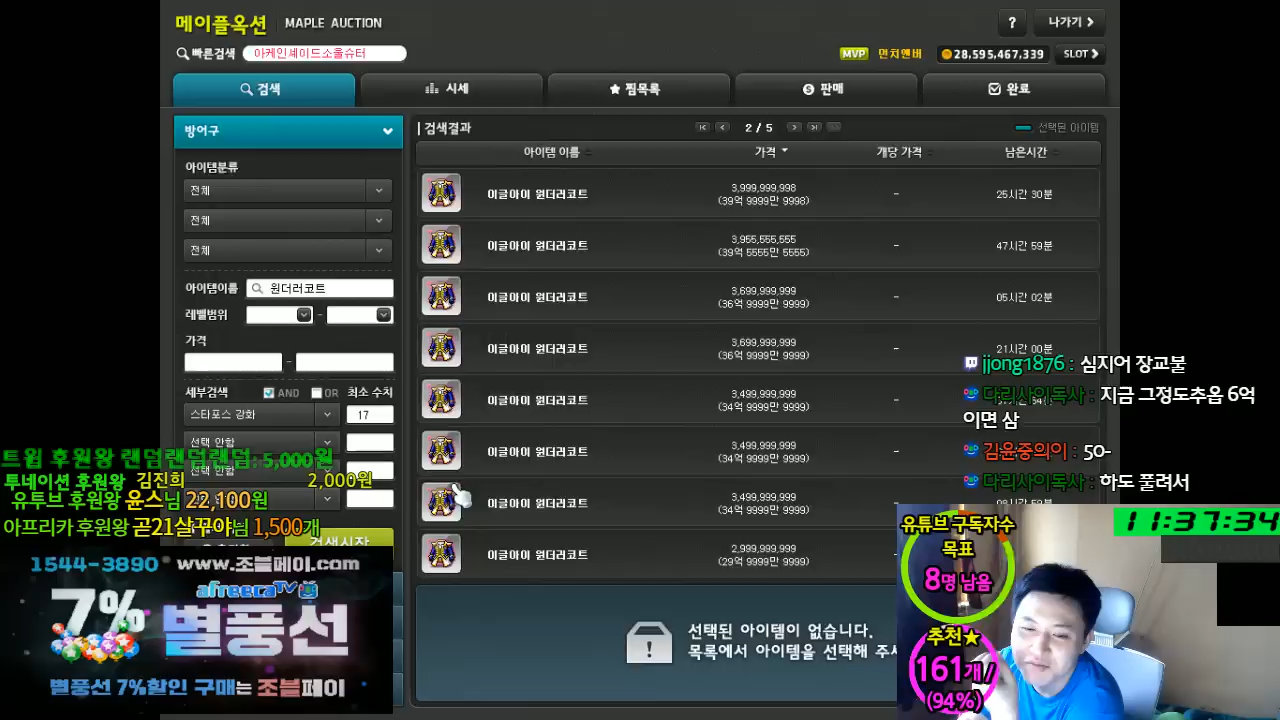 메이플옥션 MAPLE AUCTION
? 나가기
빠른검색 아케인셰이드소울슈터
MVP 먼치앤비 28,595,467,339 SLOT
검색 시세 찜목록 판매 완료
방어구
아이템분류
전체
전체
전체
아이템이름 원더러코트
레벨범위 -
가격
-
세부검색 AND OR 최소 수치
스타포스 강화 17
선택 안함
선택 안함
검색결과 2 / 5 선택된 아이템
아이템 이름 가격 개당 가격 남은시간
이글아이 원더러코트 3,999,999,998 - 25시간 30분
(39억 9999만 9998)
이글아이 원더러코트 3,955,555,555 - 47시간 59분
(39억 5555만 5555)
이글아이 원더러코트 3,699,999,999 - 05시간 02분
(36억 9999만 9999)
이글아이 원더러코트 3,699,999,999 - 21시간 00분
(36억 9999만 9999)
이글아이 원더러코트 3,499,999,999 -
(34억 9999만 9999)
이글아이 원더러코트 3,499,999,999 -
(34억 9999만 9999)
이글아이 원더러코트 3,499,999,999 -
(34억 9999만 9999)
이글아이 원더러코트 2,999,999,999
(29억 9999만 9999)
선택된 아이템이 없습니다.
목록에서 아이템을 선택해 주세
jjong1876 : 심지어 장교불
다리사이독사 : 지금 그정도추옵 6억
이면 삼
김윤중의이 : 50-
다리사이독사 : 하도 풀려서
트윕 후원왕 랜덤랜덤랜덤: 5,000원
투네이션 후원왕 김진희 2,000원
유투브 후원왕 윤스님 22,100원
아프리카 후원왕 곧21살꾸야님 1,500개
1544-3890 www.조블페이.com
7% afreecaTV 별풍선
별풍선 7%할인 구매는 조블페이
11:37:34
유튜브 구독자수
목표
8명 남음
추천★
161개/
(94%)